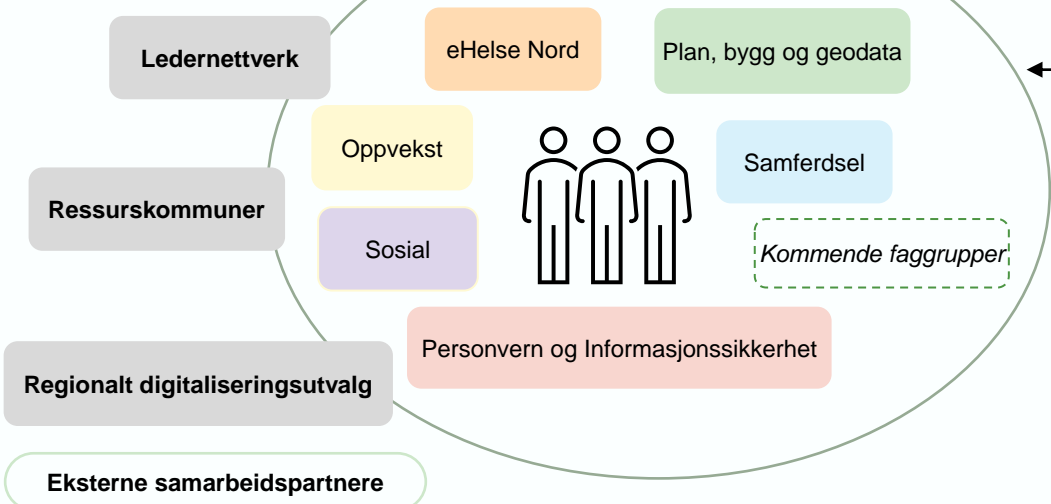 Ledernettverk
eHelse Nord
Plan, bygg og geodata
Oppvekst
Samferdsel
Ressurskommuner
Sosial
Kommende faggrupper
Personvern og Informasjonssikkerhet
Regionalt digitaliseringsutvalg
Eksterne samarbeidspartnere